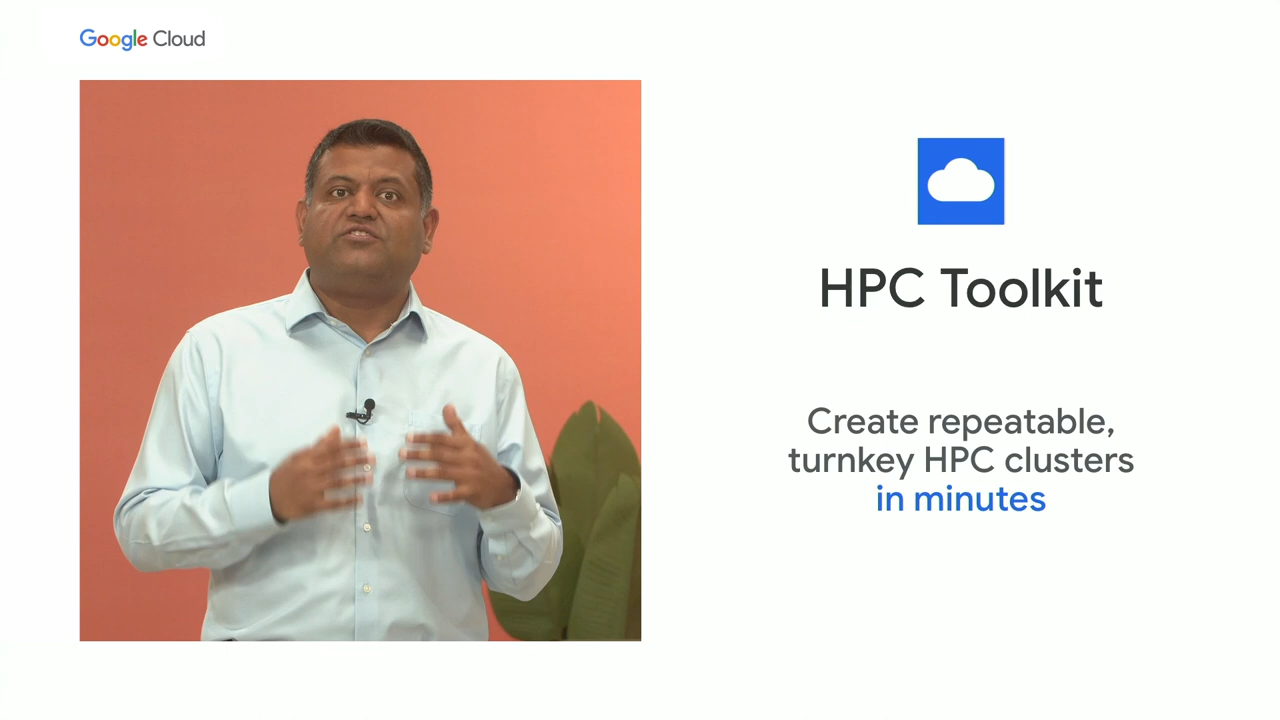 Google Cloud
HPC Toolkit
Create repeatable,
turnkey HPC clusters
in minutes